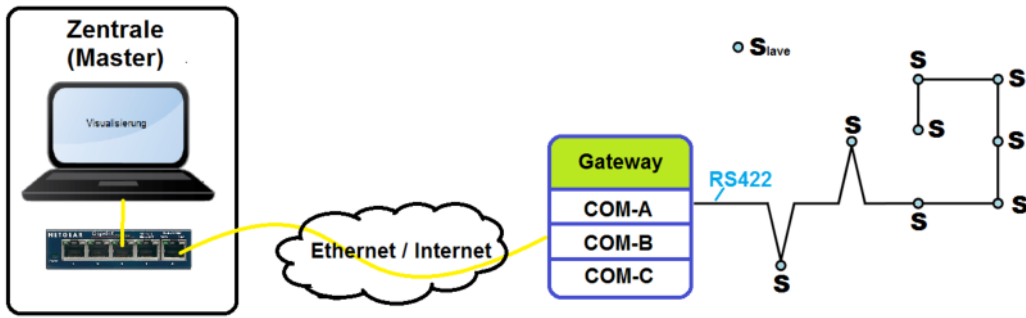 Zentrale
(Master)
Visualisierung
NETGEAR
Ethernet / Internet
Gateway
COM-A
COM-B
COM-C
RS422
Slave
S
S
S
S
S
S
S
S